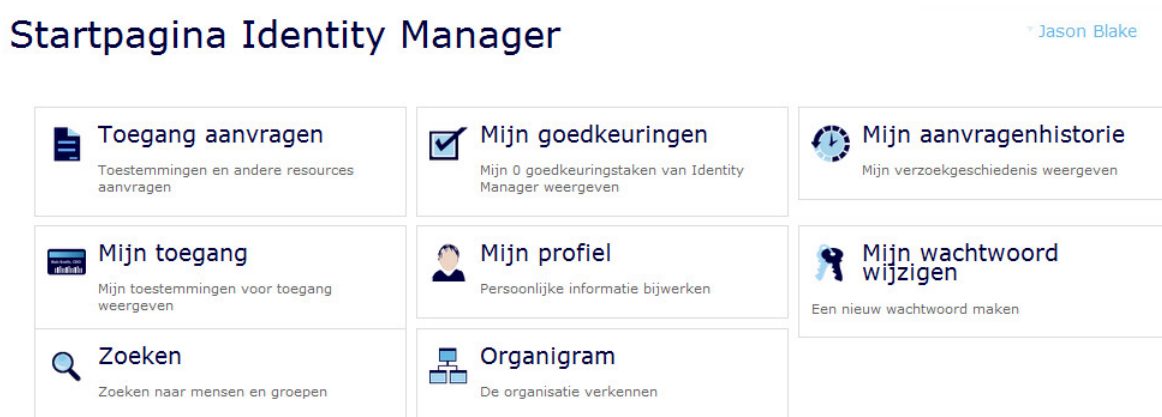 Startpagina Identity Manager
Jason Blake
Toegang aanvragen
Toestemmingen en andere resources
aanvragen
Mijn goedkeuringen
Mijn 0 goedkeuringstaken van Identity
Manager weergeven
Mijn aanvragenhistorie
Mijn verzoekgeschiedenis weergeven
Mijn toegang
Mijn toestemmingen voor toegang
weergeven
Mijn profiel
Persoonlijke informatie bijwerken
Mijn wachtwoord
wijzigen
Een nieuw wachtwoord maken
Zoeken
Zoeken naar mensen en groepen
Organigram
De organisatie verkennen